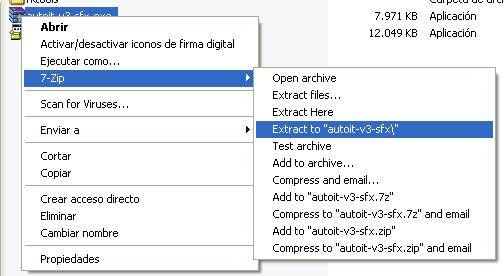 autoit-v3-sfx.exe
7.971 KB Aplicación
12.049 KB Aplicación
Abrir
Activar/desactivar iconos de firma digital
Ejecutar como...
7-Zip
Scan for Viruses...
Enviar a
Cortar
Copiar
Crear acceso directo
Eliminar
Cambiar nombre
Propiedades
Open archive
Extract files...
Extract Here
Extract to "autoit-v3-sfx\"
Test archive
Add to archive...
Compress and email...
Add to "autoit-v3-sfx.7z"
Compress to "autoit-v3-sfx.7z" and email
Add to "autoit-v3-sfx.zip"
Compress to "autoit-v3-sfx.zip" and email